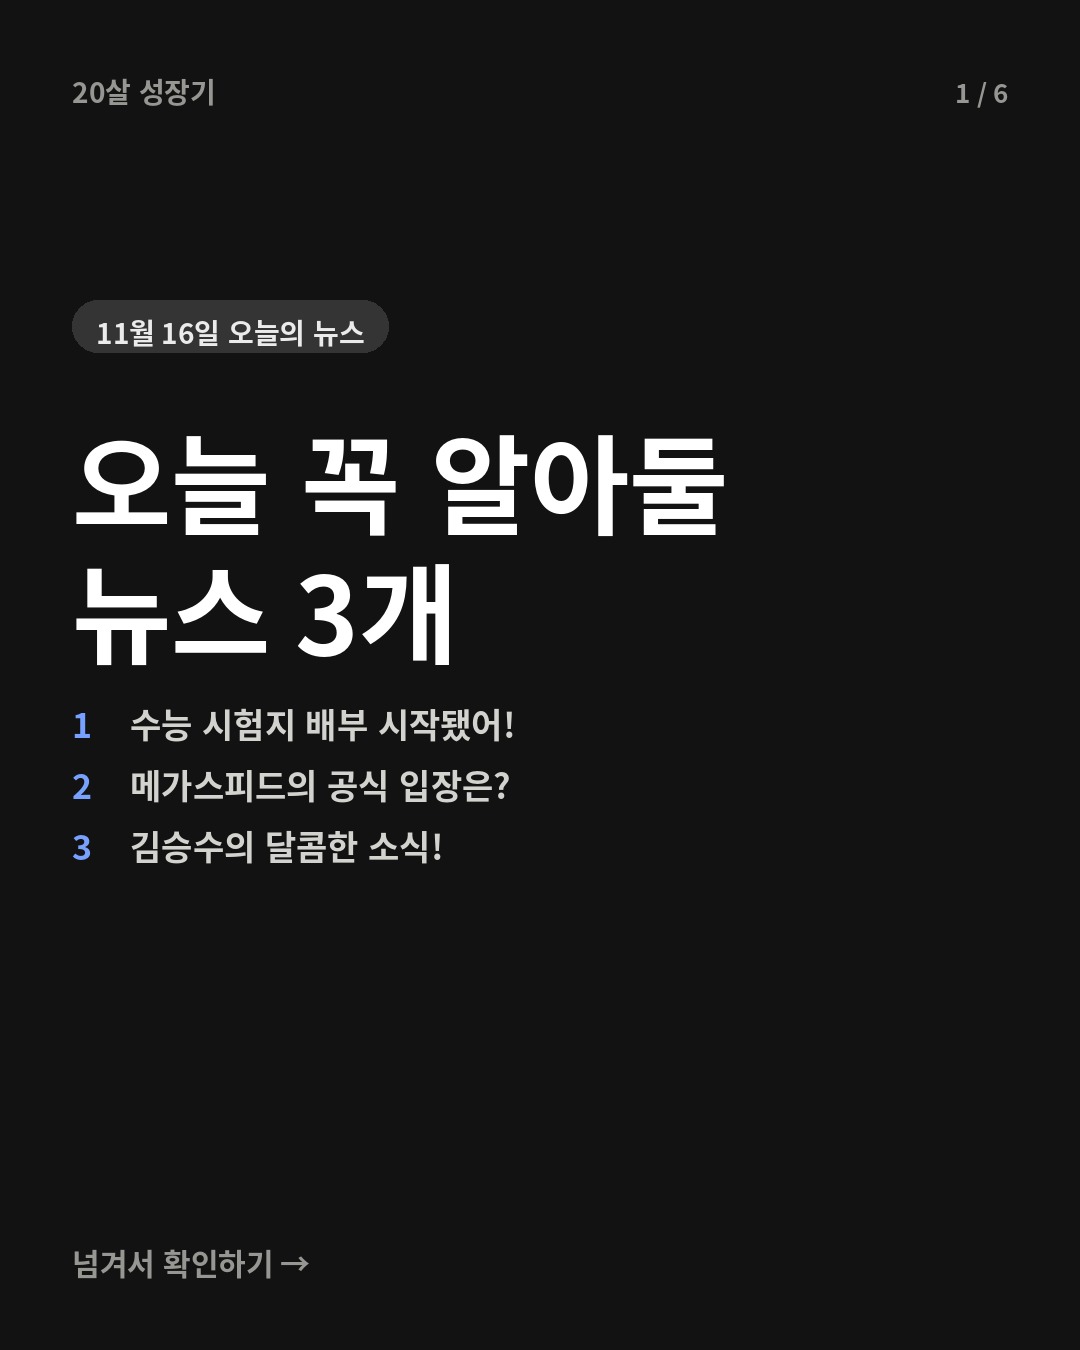 20살 성장기
1 / 6
11월 16일 오늘의 뉴스
오늘 꼭 알아둘
뉴스 3개
1 수능 시험지 배부 시작됐어!
2 메가스피드의 공식 입장은?
3 김승수의 달콤한 소식!
넘겨서 확인하기 →